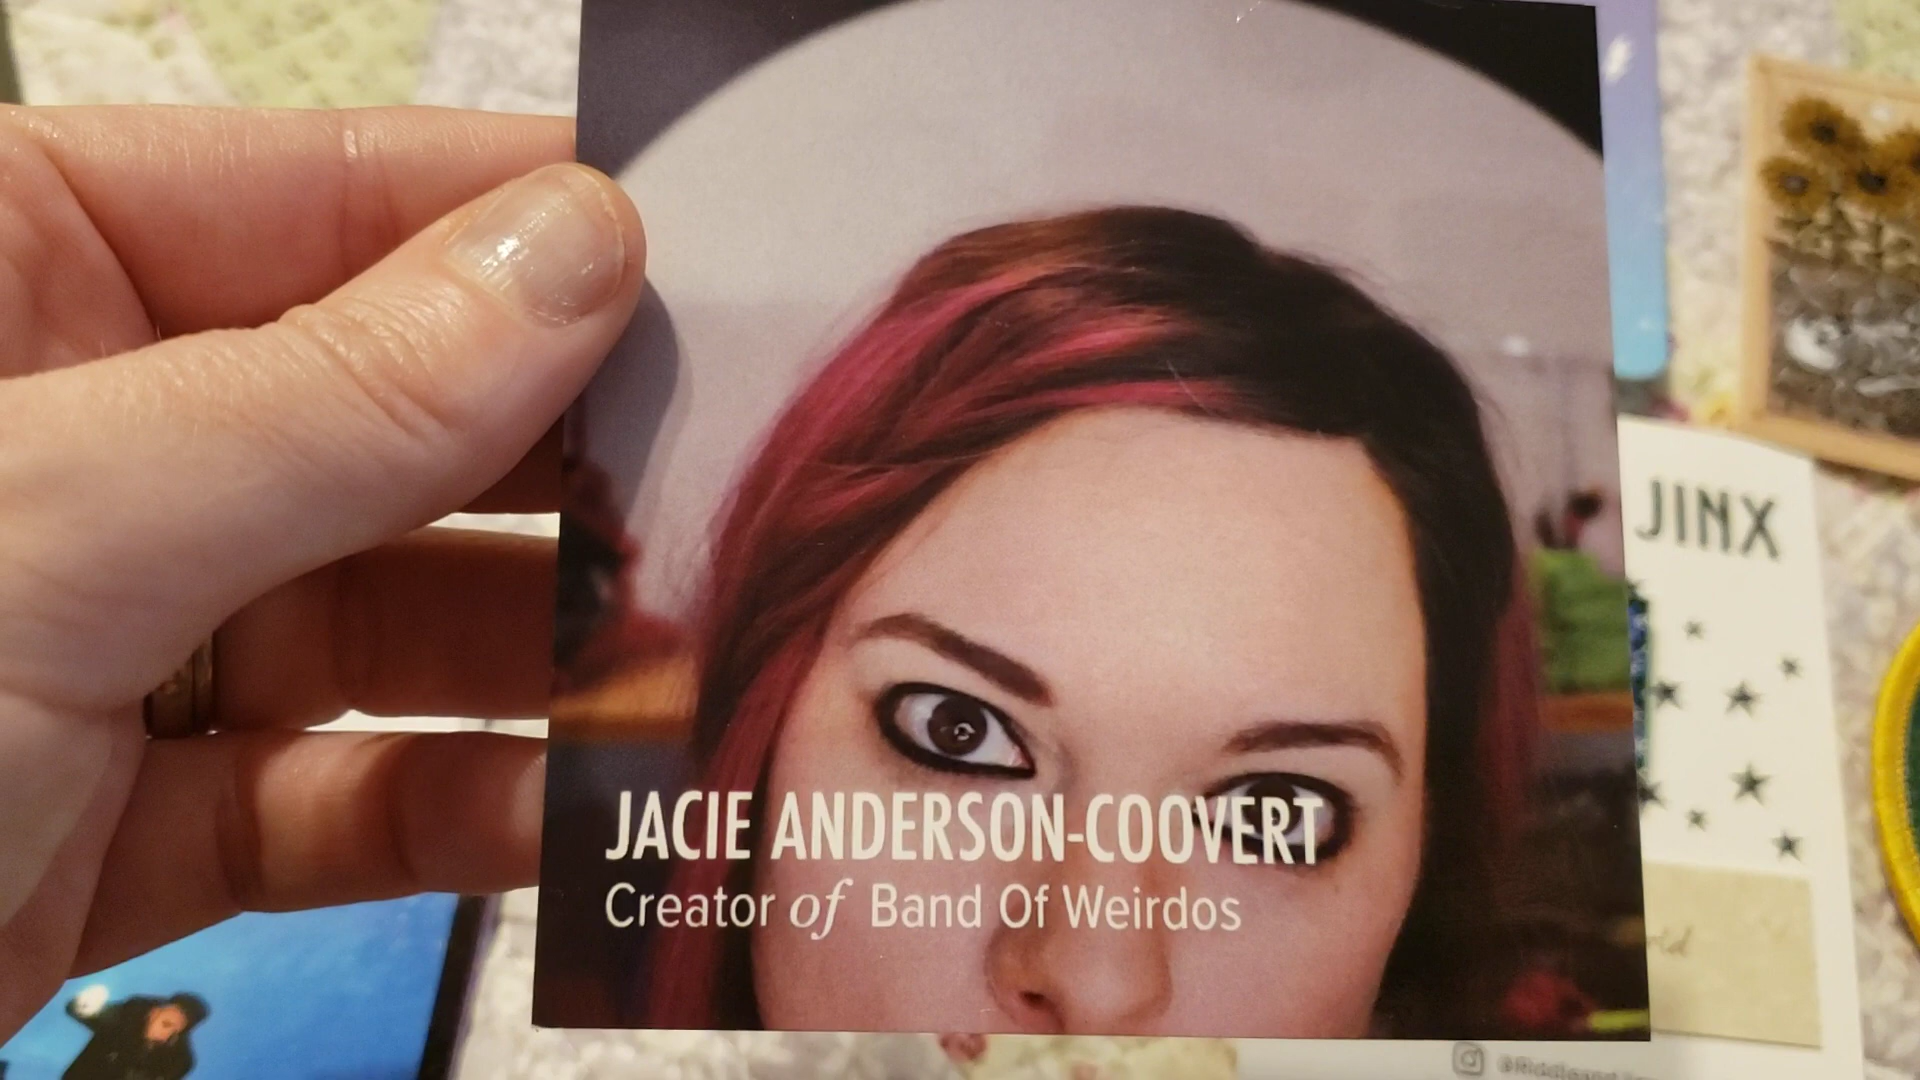 JACIE ANDERSON-COOVERT
Creator of Band Of Weirdos
JINX